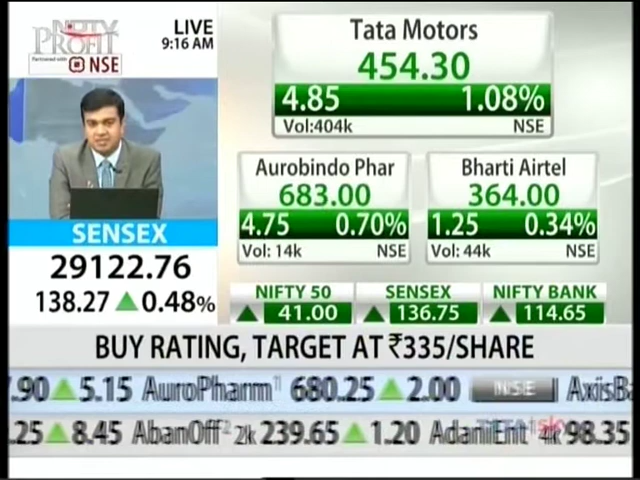 NDTV
PROFIT
Partnered with NSE
LIVE
9:16 AM
Tata Motors
454.30
4.85 1.08%
Vol:404k NSE
Aurobindo Phar
683.00
4.75 0.70%
Vol: 14k NSE
Bharti Airtel
364.00
1.25 0.34%
Vol: 44k NSE
SENSEX
29122.76
138.27 ▲ 0.48%
NIFTY 50
▲ 41.00
SENSEX
▲ 136.75
NIFTY BANK
▲ 114.65
BUY RATING, TARGET AT ₹335/SHARE
.90 ▲ 5.15 AuroPharm 680.25 ▲ 2.00 NSE AxisBa
.25 ▲ 8.45 AbanOff 2k 239.65 ▲ 1.20 AdaniEnt 4k 98.35